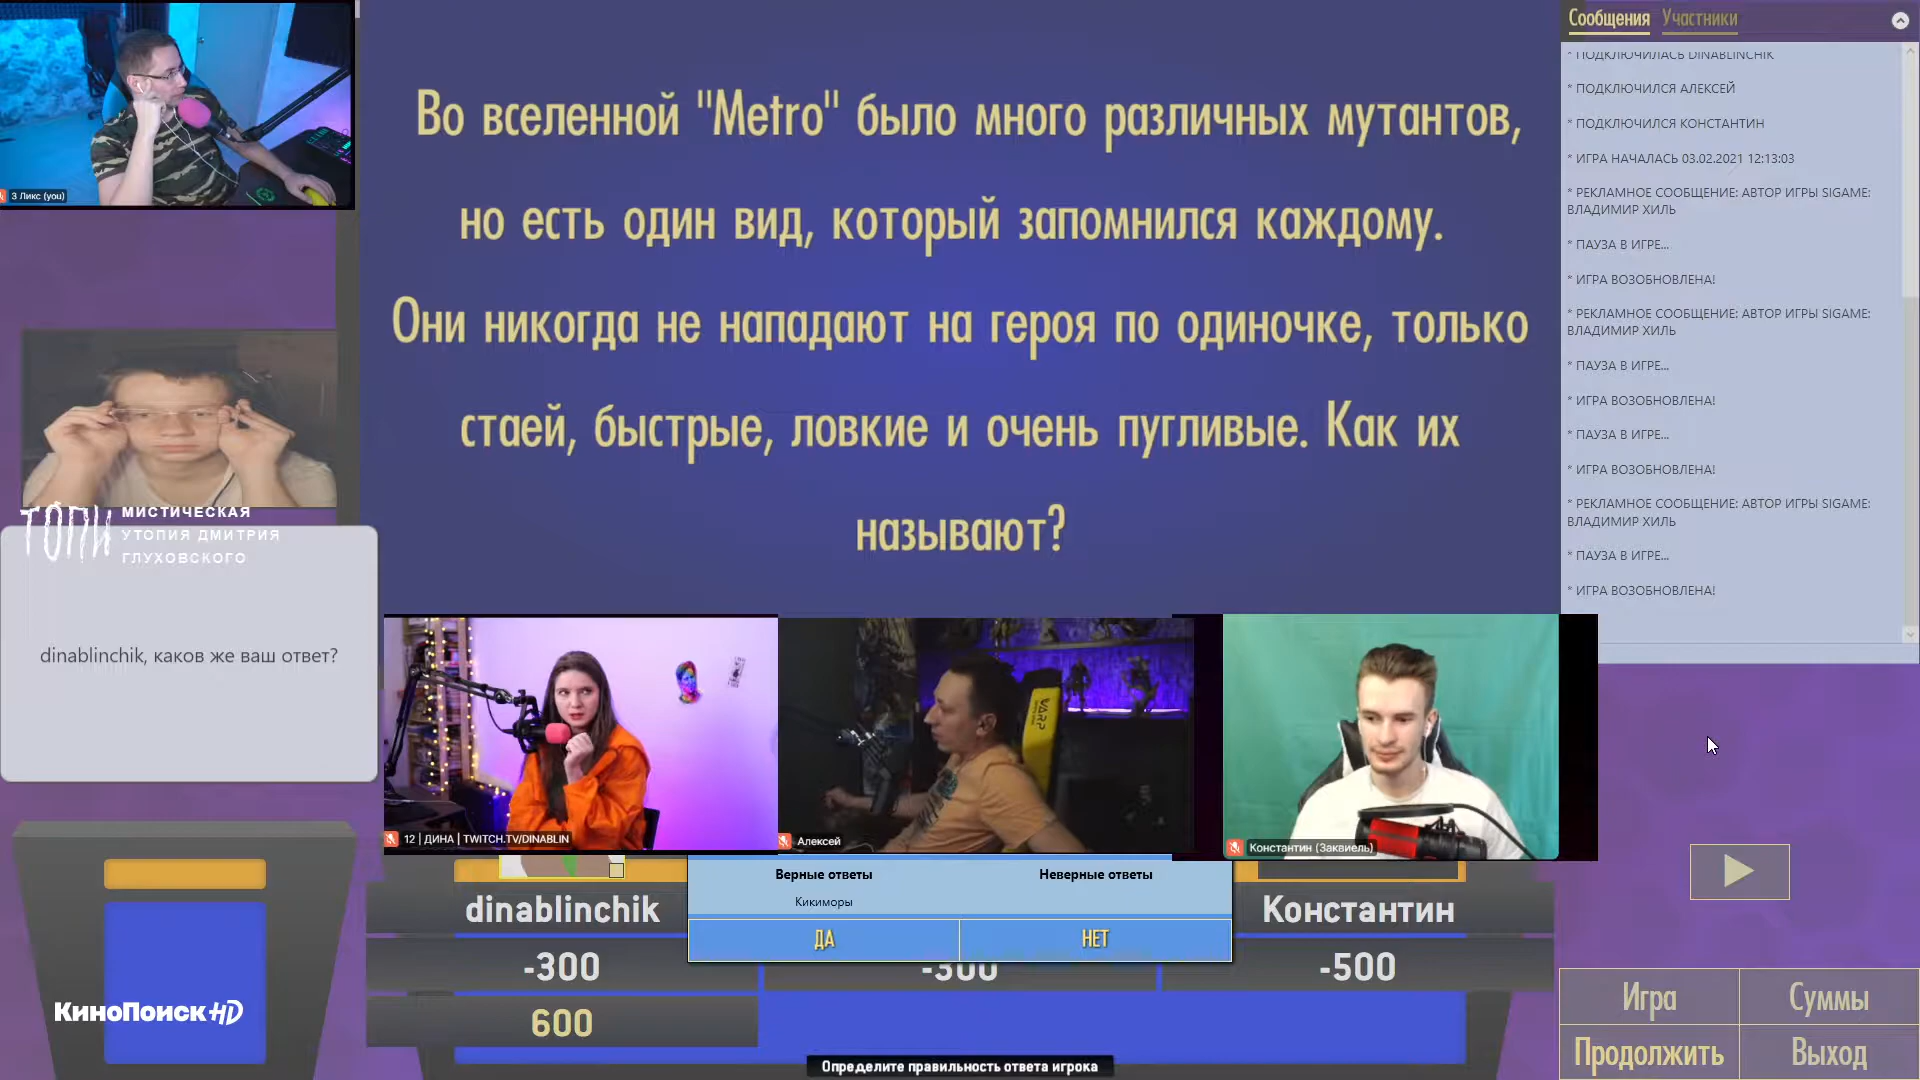 Во вселенной "Metro" было много различных мутантов,
но есть один вид, который запомнился каждому.
Они никогда не нападают на героя по одиночке, только
стаей, быстрые, ловкие и очень пугливые. Как их
называют?
3 Ликс (you)
ТОПИ
МИСТИЧЕСКАЯ
УТОПИЯ ДМИТРИЯ
ГЛУХОВСКОГО
dinablinchik, каков же ваш ответ?
КиноПоиск HD
12 | ДИНА | TWITCH.TV/DINABLIN
Алексей
Константин (Заквиель)
VARP
dinablinchik
-300
600
Верные ответы
Неверные ответы
Кикиморы
ДА
НЕТ
-300
Константин
-500
Определите правильность ответа игрока
Сообщения
Участники
* ПОДКЛЮЧИЛАСЬ DINABLINCHIK
* ПОДКЛЮЧИЛСЯ АЛЕКСЕЙ
* ПОДКЛЮЧИЛСЯ КОНСТАНТИН
* ИГРА НАЧАЛАСЬ 03.02.2021 12:13:03
* РЕКЛАМНОЕ СООБЩЕНИЕ: АВТОР ИГРЫ SIGAME:
ВЛАДИМИР ХИЛЬ
* ПАУЗА В ИГРЕ...
* ИГРА ВОЗОБНОВЛЕНА!
* РЕКЛАМНОЕ СООБЩЕНИЕ: АВТОР ИГРЫ SIGAME:
ВЛАДИМИР ХИЛЬ
* ПАУЗА В ИГРЕ...
* ИГРА ВОЗОБНОВЛЕНА!
* ПАУЗА В ИГРЕ...
* ИГРА ВОЗОБНОВЛЕНА!
* РЕКЛАМНОЕ СООБЩЕНИЕ: АВТОР ИГРЫ SIGAME:
ВЛАДИМИР ХИЛЬ
* ПАУЗА В ИГРЕ...
* ИГРА ВОЗОБНОВЛЕНА!
Игра
Суммы
Продолжить
Выход